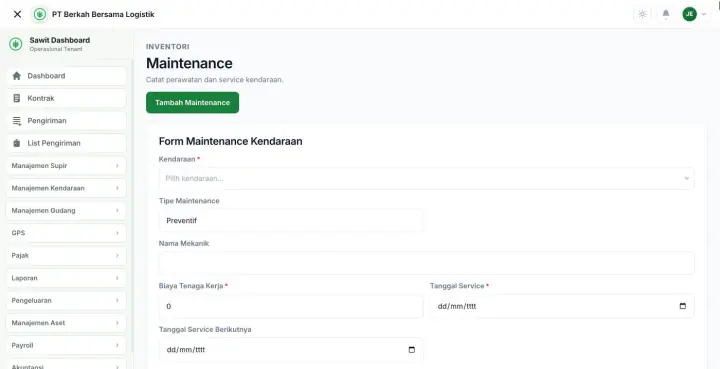 PT Berkah Bersama Logistik
JE
Sawit Dashboard
Operasional Tenant
Dashboard
Kontrak
Pengiriman
List Pengiriman
Manajemen Supir
Manajemen Kendaraan
Manajemen Gudang
GPS
Pajak
Laporan
Pengeluaran
Manajemen Aset
Payroll
Akuntansi
INVENTORI
Maintenance
Catat perawatan dan service kendaraan.
Tambah Maintenance
Form Maintenance Kendaraan
Kendaraan *
Pilih kendaraan...
Tipe Maintenance
Preventif
Nama Mekanik
Biaya Tenaga Kerja *
0
Tanggal Service *
dd/mm/tttt
Tanggal Service Berikutnya
dd/mm/tttt